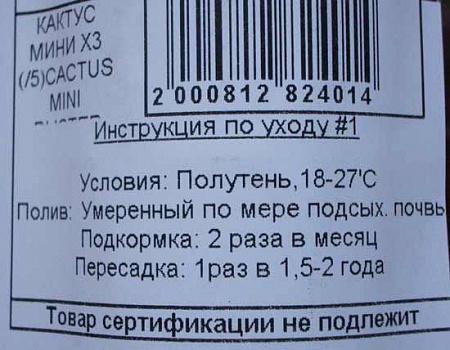 КАКТУС
МИНИ X3
(/5)CACTUS
MINI
2 000812 824014
Инструкция по уходу #1
Условия: Полутень,18-27'C
Полив: Умеренный по мере подсых. почвы
Подкормка: 2 раза в месяц
Пересадка: 1раз в 1,5-2 года
Товар сертификации не подлежит